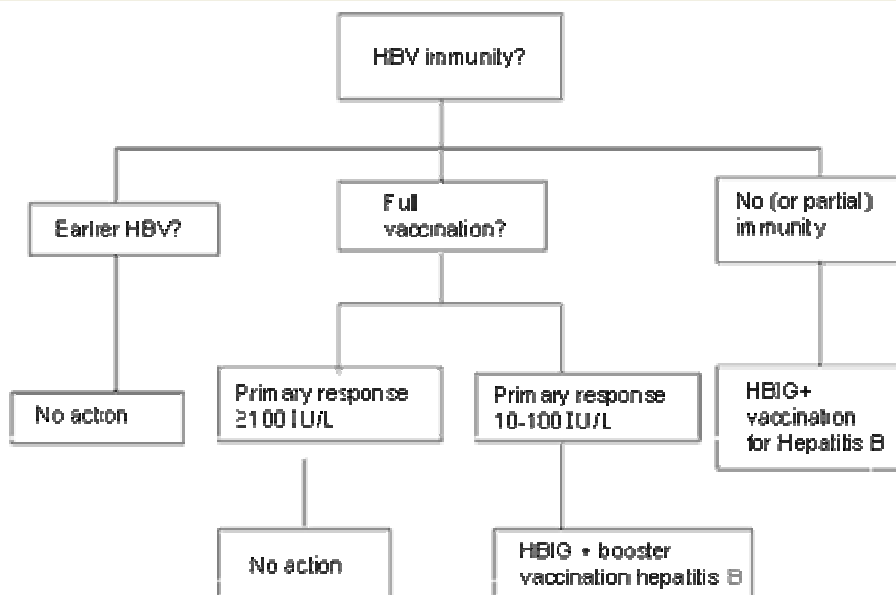 HBV immunity?
Earlier HBV?
Full
vaccination?
No (or partial)
immunity
No action
Primary response
≥100 IU/L
Primary response
10-100 IU/L
HBIG+
vaccination
for Hepatitis B
No action
HBIG + booster
vaccination hepatitis B